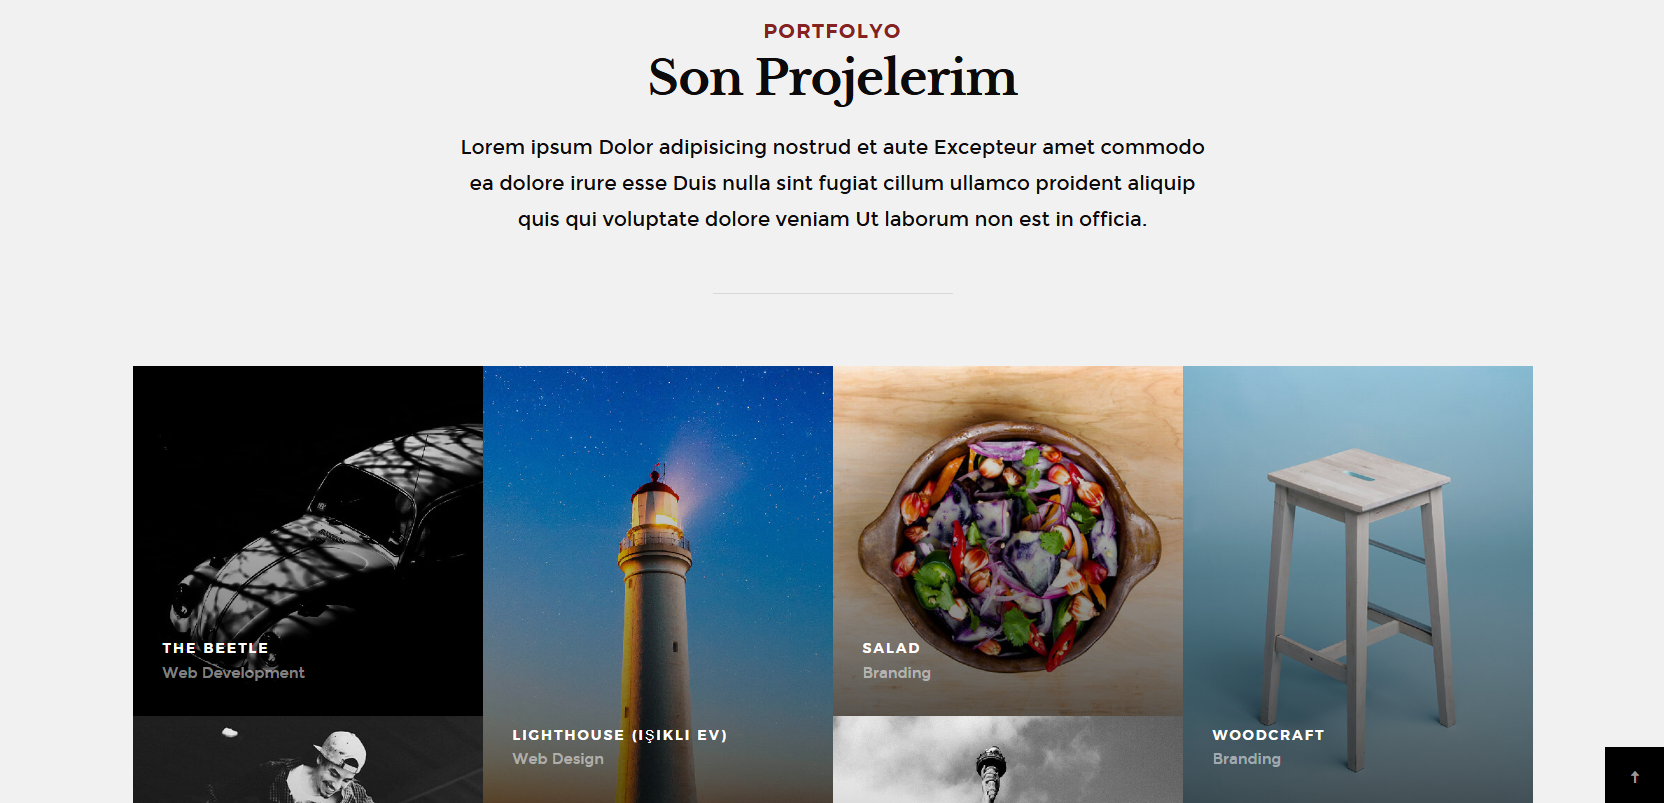 PORTFOLYO
Son Projelerim
Lorem ipsum Dolor adipisicing nostrud et aute Excepteur amet commodo
ea dolore irure esse Duis nulla sint fugiat cillum ullamco proident aliquip
quis qui voluptate dolore veniam Ut laborum non est in officia.
THE BEETLE
Web Development
LIGHTHOUSE (IŞIKLI EV)
Web Design
SALAD
Branding
WOODCRAFT
Branding